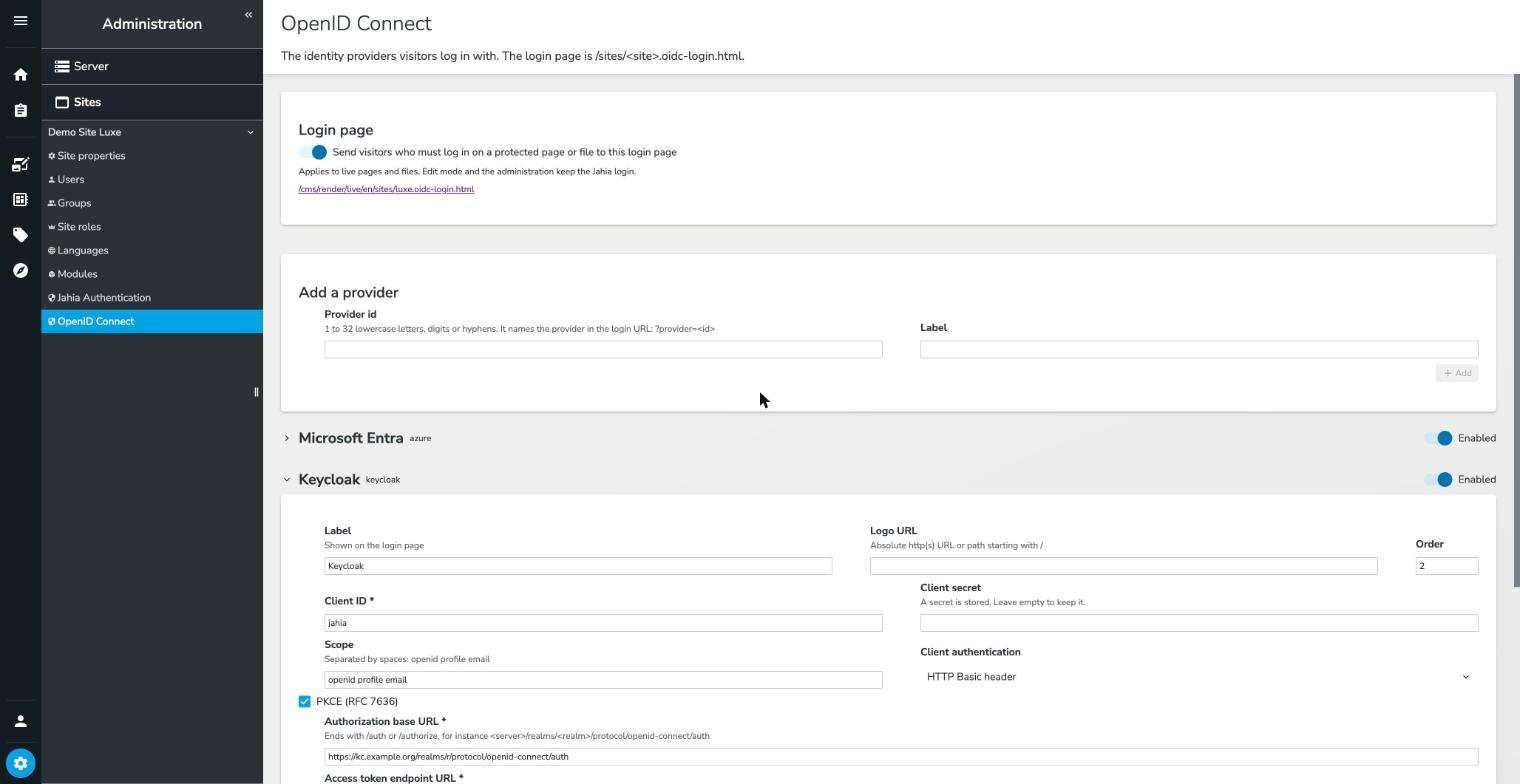 Administration
«
Server
Sites
Demo Site Luxe
Site properties
Users
Groups
Site roles
Languages
Modules
Jahia Authentication
OpenID Connect
OpenID Connect
The identity providers visitors log in with. The login page is /sites/<site>.oidc-login.html.
Login page
Send visitors who must log in on a protected page or file to this login page
Applies to live pages and files. Edit mode and the administration keep the Jahia login.
/cms/render/live/en/sites/luxe.oidc-login.html
Add a provider
Provider id
1 to 32 lowercase letters, digits or hyphens. It names the provider in the login URL: ?provider=<id>
Label
+ Add
Microsoft Entra azure
Enabled
Keycloak keycloak
Enabled
Label
Shown on the login page
Keycloak
Logo URL
Absolute http(s) URL or path starting with /
Order
2
Client ID *
jahia
Client secret
A secret is stored. Leave empty to keep it.
Scope
Separated by spaces: openid profile email
openid profile email
Client authentication
HTTP Basic header
PKCE (RFC 7636)
Authorization base URL *
Ends with /auth or /authorize, for instance <server>/realms/<realm>/protocol/openid-connect/auth
https://kc.example.org/realms/r/protocol/openid-connect/auth
Access token endpoint URL *